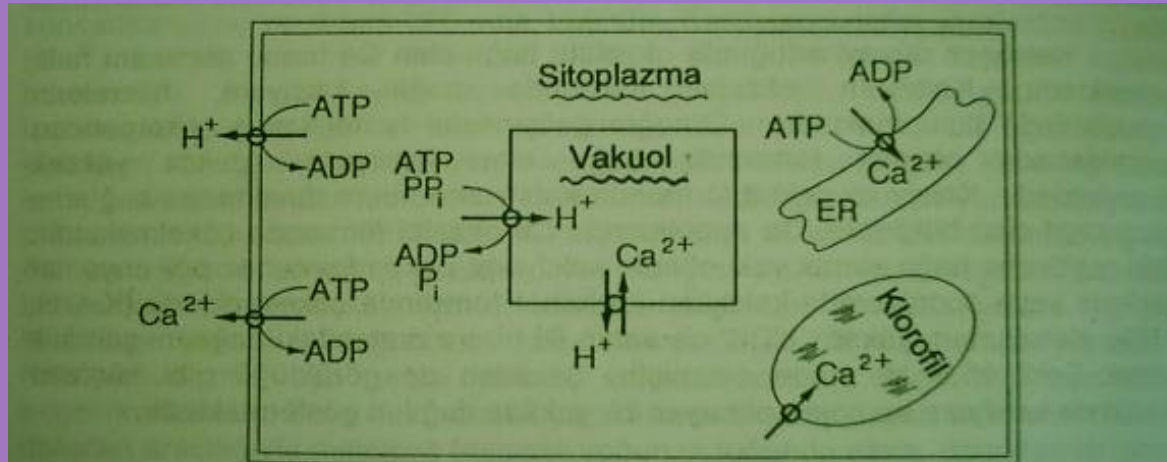 Sitoplazma
ATP
H+
ADP
ATP
PPi
ADP
Pi
Vakuol
H+
Ca2+
H+
ATP
Ca2+
ADP
ADP
ATP
Ca2+
ER
Klorofil
Ca2+